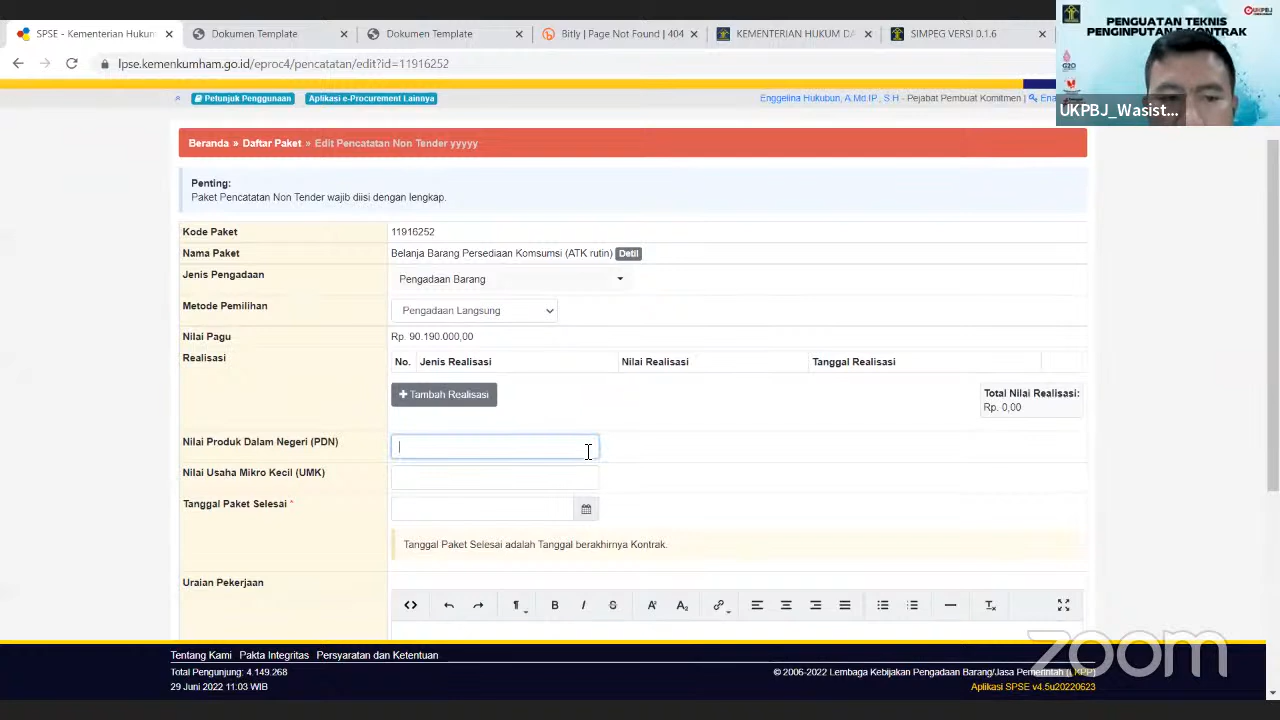 SPSE - Kementerian Hukum
Dokumen Template
Dokumen Template
Bitly | Page Not Found | 404
KEMENTERIAN HUKUM DA
SIMPEG VERSI 0.1.6
lpse.kemenkumham.go.id/eproc4/pencatatan/edit?id=11916252
PENGUATAN TEKNIS
UKPBJ_Wasist...
Petunjuk Penggunaan
Aplikasi e-Procurement Lainnya
Enggelina Hukubun, A.Md.IP., S.H - Pejabat Pembuat Komitmen
Beranda » Daftar Paket » Edit Pencatatan Non Tender yyyyy
Penting:
Paket Pencatatan Non Tender wajib diisi dengan lengkap.
Kode Paket
11916252
Nama Paket
Belanja Barang Persediaan Komsumsi (ATK rutin) Detil
Jenis Pengadaan
Pengadaan Barang
Metode Pemilihan
Pengadaan Langsung
Nilai Pagu
Rp. 90.190.000,00
Realisasi
No. Jenis Realisasi Nilai Realisasi Tanggal Realisasi
Tambah Realisasi
Total Nilai Realisasi:
Rp. 0,00
Nilai Produk Dalam Negeri (PDN)
Nilai Usaha Mikro Kecil (UMK)
Tanggal Paket Selesai *
Tanggal Paket Selesai adalah Tanggal berakhirnya Kontrak.
Uraian Pekerjaan
zoom
Tentang Kami Pakta Integritas Persyaratan dan Ketentuan
Total Pengunjung: 4.149.268
© 2006-2022 Lembaga Kebijakan Pengadaan Barang/Jasa Pemerintah (LKPP)
29 Juni 2022 11:03 WIB
Aplikasi SPSE v4.5u20220623